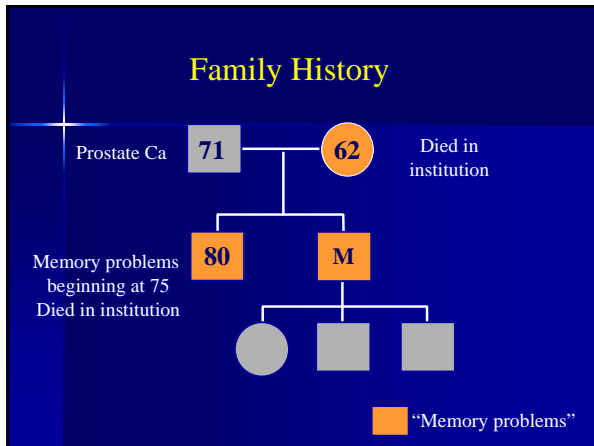 Family History
Prostate Ca
71
62
Died in
institution
Memory problems
beginning at 75
Died in institution
80
M
“Memory problems”